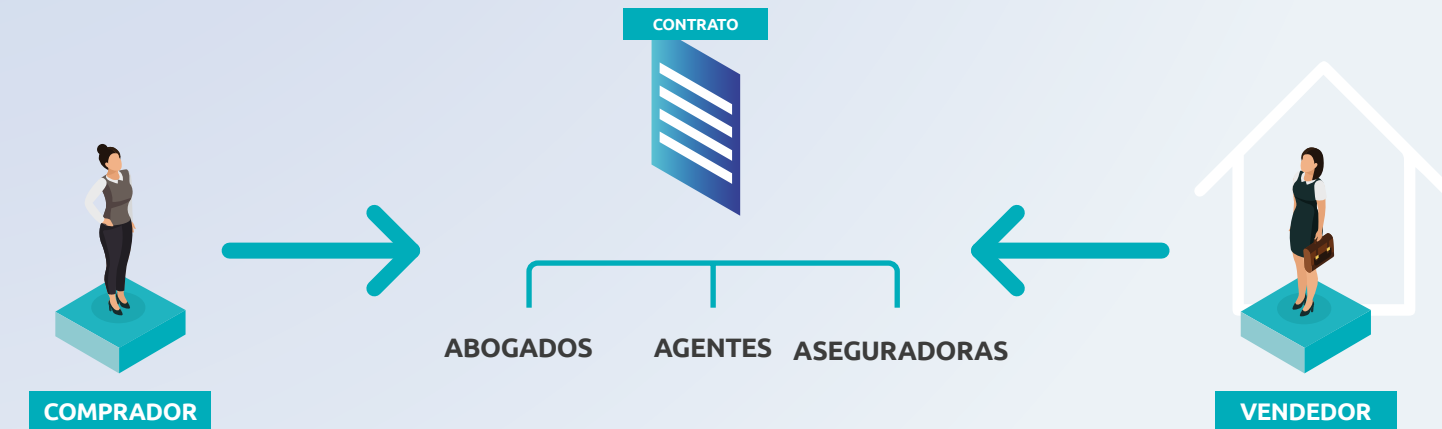 CONTRATO
ABOGADOS
AGENTES
ASEGURADORAS
COMPRADOR
VENDEDOR